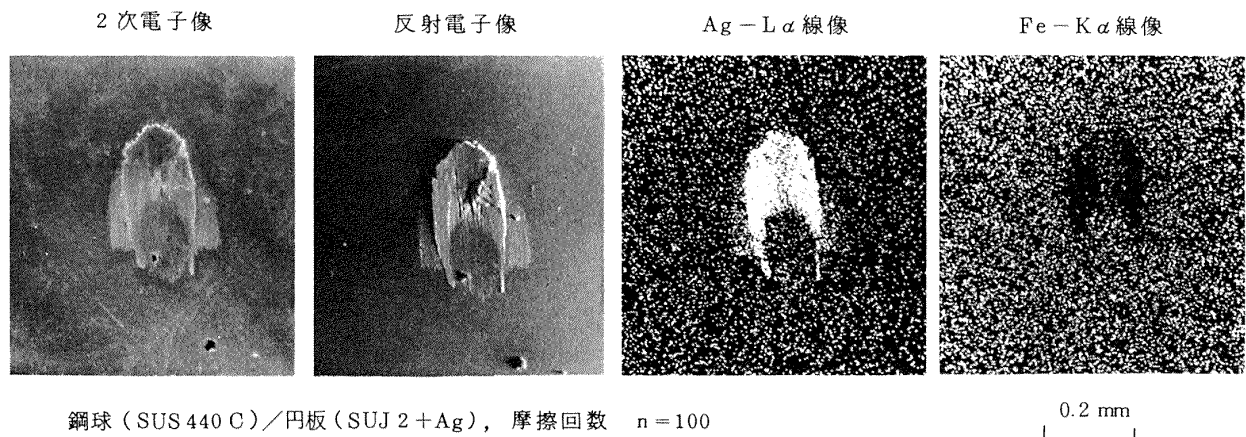 2次電子像
反射電子像
Ag-Lα線像
Fe-Kα線像
鋼球(SUS440C)/円板(SUJ2+Ag), 摩擦回数 n=100
0.2 mm